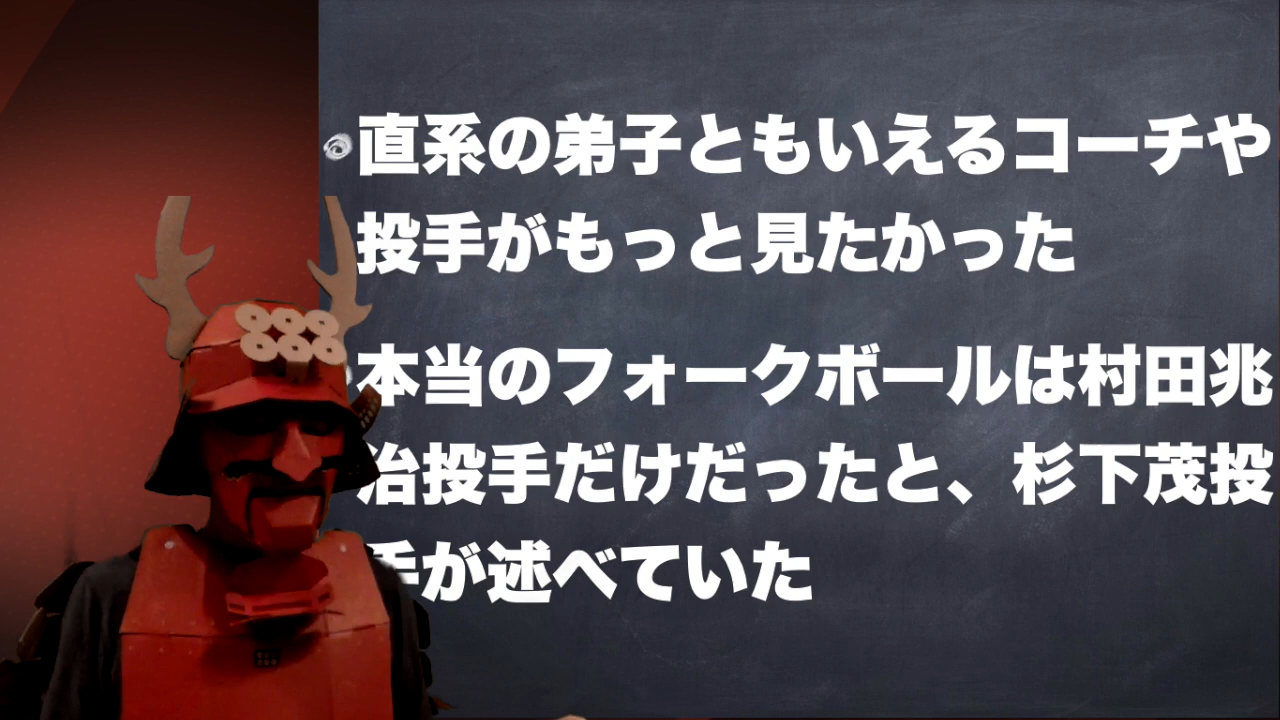 直系の弟子ともいえるコーチや
投手がもっと見たかった
本当のフォークボールは村田兆
治投手だけだったと、杉下茂投
手が述べていた